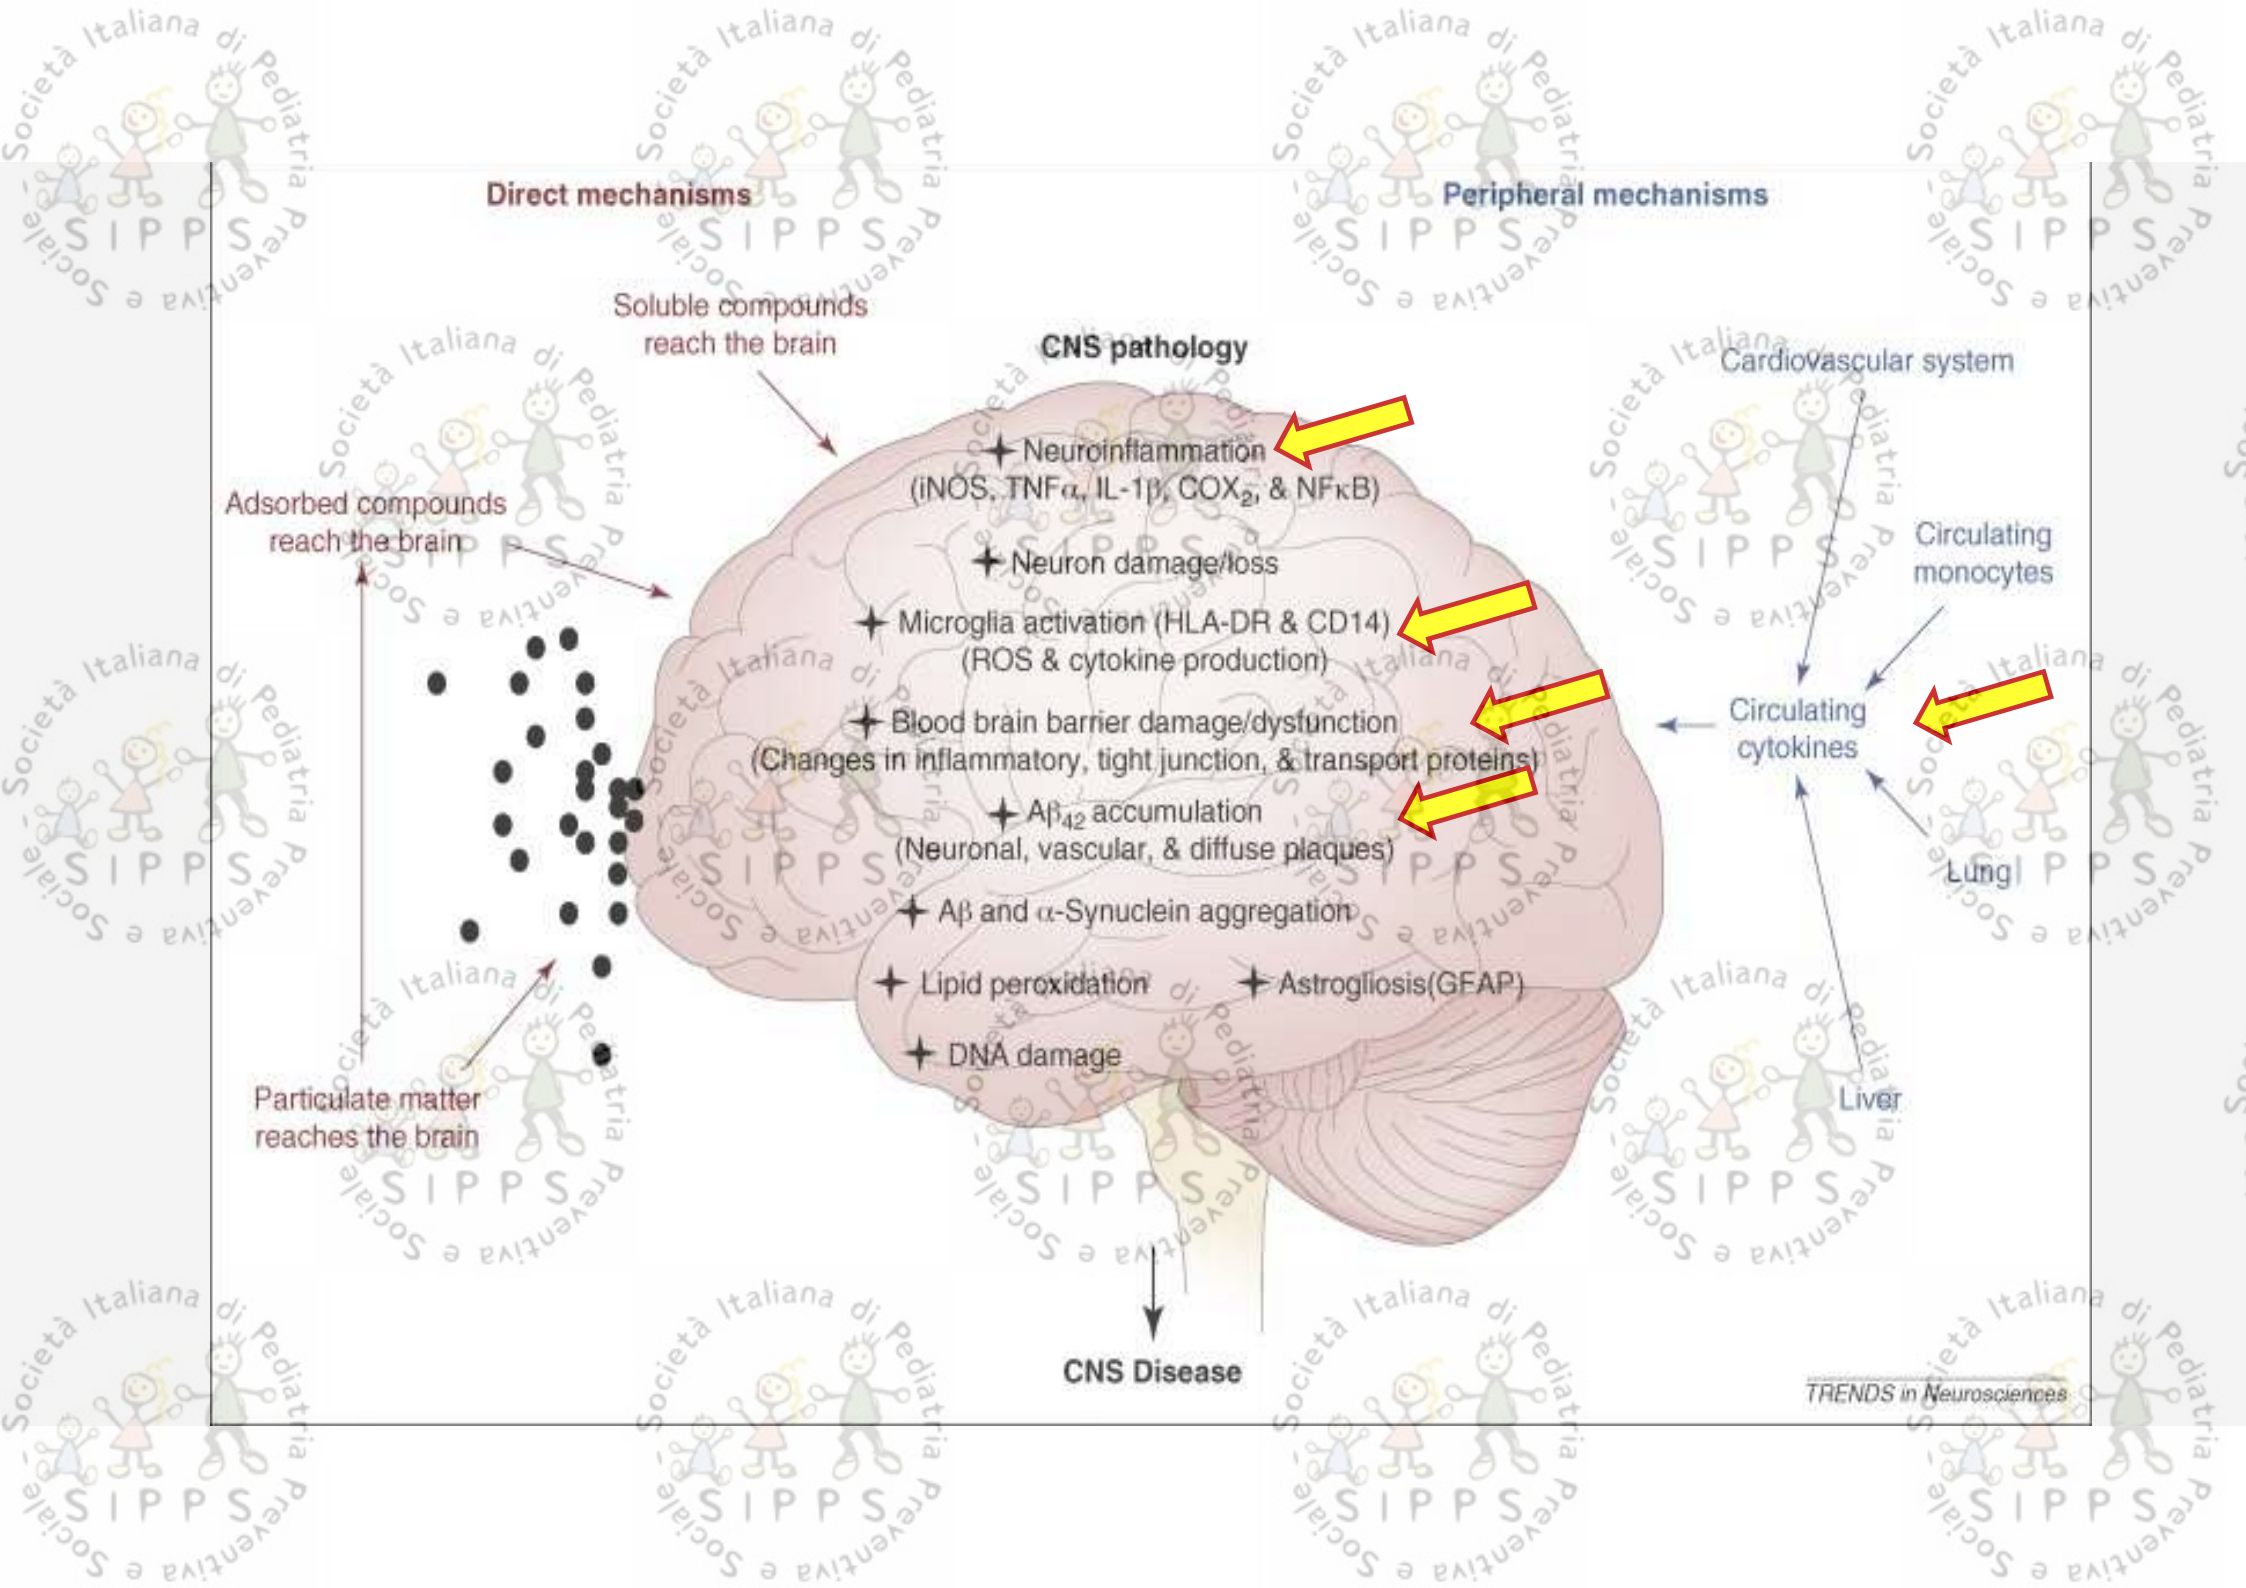 Direct mechanisms
Peripheral mechanisms
Soluble compounds
reach the brain
CNS pathology
Cardiovascular system
Neuroinflammation
(iNOS, TNFα, IL-1β, COX₂, & NFκB)
Adsorbed compounds
reach the brain
Circulating
monocytes
Neuron damage/loss
Microglia activation (HLA-DR & CD14)
(ROS & cytokine production)
Blood brain barrier damage/dysfunction
(Changes in inflammatory, tight junction, & transport proteins)
Circulating
cytokines
Aβ₄₂ accumulation
(Neuronal, vascular, & diffuse plaques)
Lung
Aβ and α-Synuclein aggregation
Lipid peroxidation
Astrogliosis(GFAP)
DNA damage
Particulate matter
reaches the brain
Liver
CNS Disease
TRENDS in Neurosciences
Società Italiana di Pediatria Preventiva e Sociale -
SIPPS